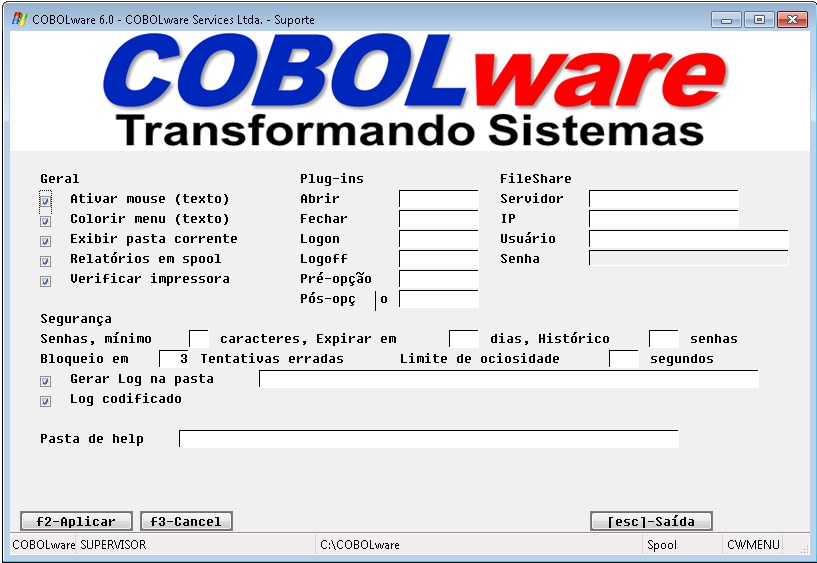 COBOLware 6.0 - COBOLware Services Ltda. - Suporte
COBOLware
Transformando Sistemas
Geral Plug-ins FileShare
Ativar mouse (texto) Abrir Servidor
Colorir menu (texto) Fechar IP
Exibir pasta corrente Logon Usuário
Relatórios em spool Logoff Senha
Verificar impressora Pré-opção
Pós-opç o
Segurança
Senhas, mínimo caracteres, Expirar em dias, Histórico senhas
Bloqueio em 3 Tentativas erradas Limite de ociosidade segundos
Gerar Log na pasta
Log codificado
Pasta de help
f2-Aplicar f3-Cancel [esc]-Saída
COBOLware SUPERVISOR C:\COBOLware Spool CWMENU